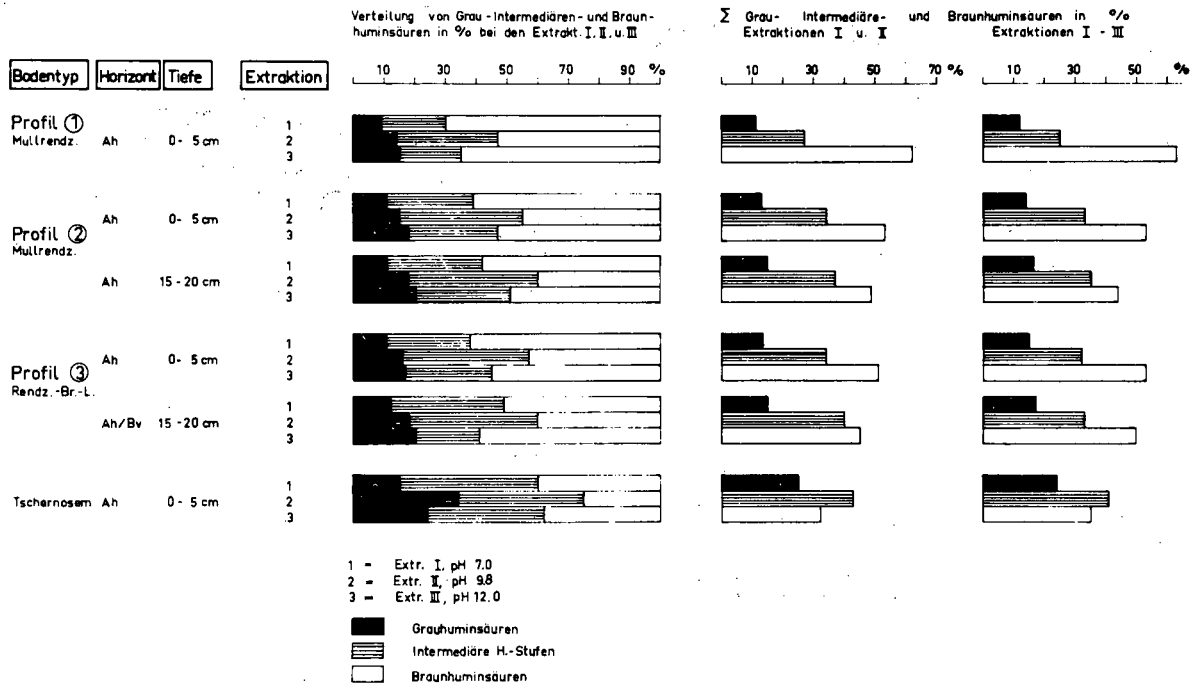 Verteilung von Grau-Intermediären- und Braun-
huminsäuren in % bei den Extrakt. I, II, u. III
Σ Grau- Intermediäre- und Braunhuminsäuren in %
Extraktionen I u. II
Extraktionen I - III
Bodentyp Horizont Tiefe Extraktion
10 30 50 70 90 %
10 20 30 40 50 60 70 %
10 30 50 %
Profil ①
Mullrendz. Ah 0- 5 cm
1
2
3
Profil ②
Mullrendz.
Ah 0- 5 cm
1
2
3
Ah 15-20 cm
1
2
3
Profil ③
Rendz.-Br.-L.
Ah 0- 5 cm
1
2
3
Ah/Bv 15-20 cm
1
2
3
Tschernosem Ah 0- 5 cm
1
2
3
1 = Extr. I, pH 7.0
2 = Extr. II, pH 9.8
3 = Extr. III, pH 12.0
Grauhuminsäuren
Intermediäre H.-Stufen
Braunhuminsäuren